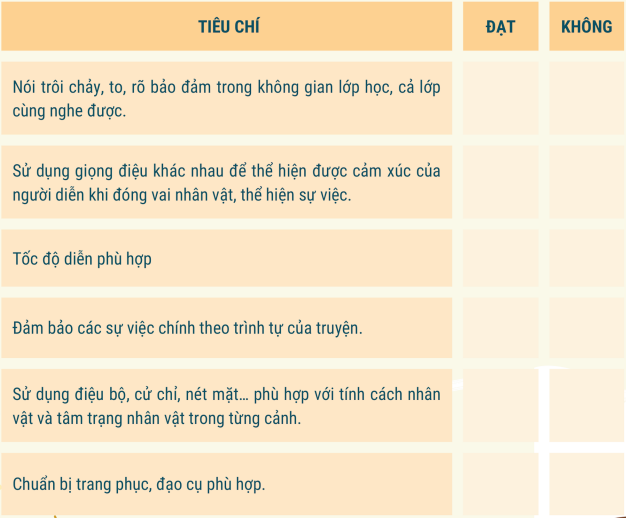 TIÊU CHÍ ĐẠT KHÔNG
Nói trôi chảy, to, rõ bảo đảm trong không gian lớp học, cả lớp
cùng nghe được.
Sử dụng giọng điệu khác nhau để thể hiện được cảm xúc của
người diễn khi đóng vai nhân vật, thể hiện sự việc.
Tốc độ diễn phù hợp
Đảm bảo các sự việc chính theo trình tự của truyện.
Sử dụng điệu bộ, cử chỉ, nét mặt... phù hợp với tính cách nhân
vật và tâm trạng nhân vật trong từng cảnh.
Chuẩn bị trang phục, đạo cụ phù hợp.